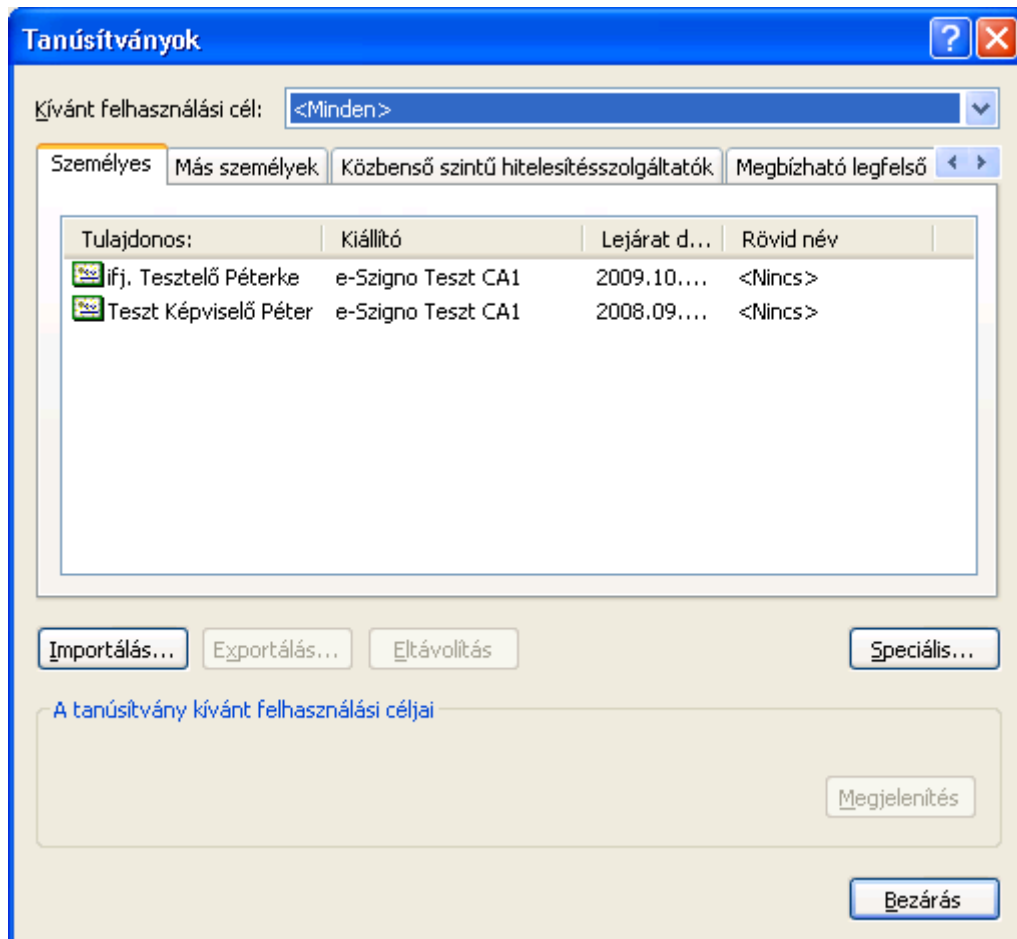 Tanúsítványok
Kívánt felhasználási cél: <Minden>
Személyes Más személyek Közbenső szintű hitelesítésszolgáltatók Megbízható legfelső
Tulajdonos: Kiállító Lejárat d... Rövid név
ifj. Tesztelő Péterke e-Szigno Teszt CA1 2009.10.... <Nincs>
Teszt Képviselő Péter e-Szigno Teszt CA1 2008.09.... <Nincs>
Importálás... Exportálás... Eltávolítás Speciális...
A tanúsítvány kívánt felhasználási céljai
Megjelenítés
Bezárás